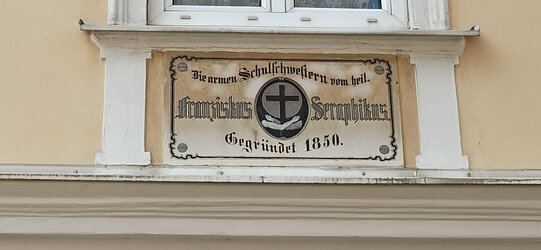 Die armen Schulschwestern vom heil.
Franziskus Seraphikus.
Gegründet 1850.